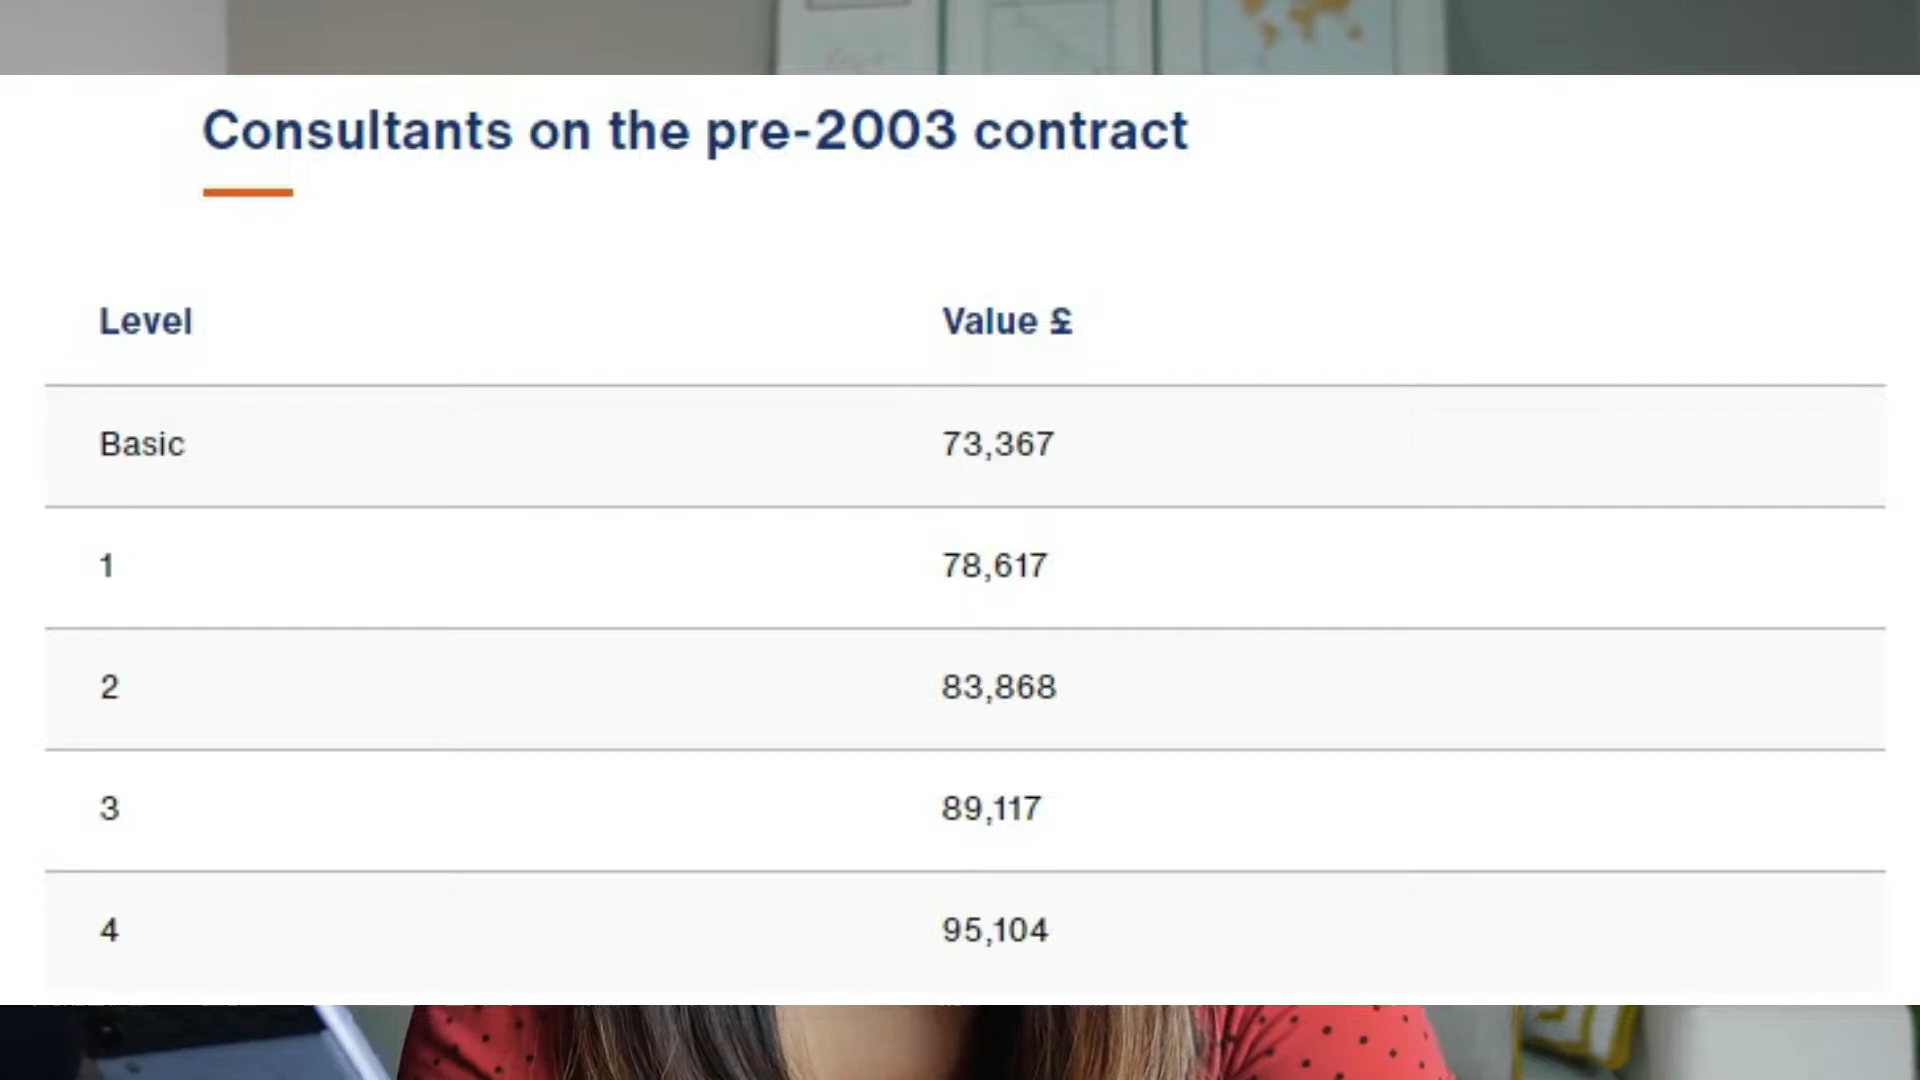 Consultants on the pre-2003 contract
Level Value £
Basic 73,367
1 78,617
2 83,868
3 89,117
4 95,104